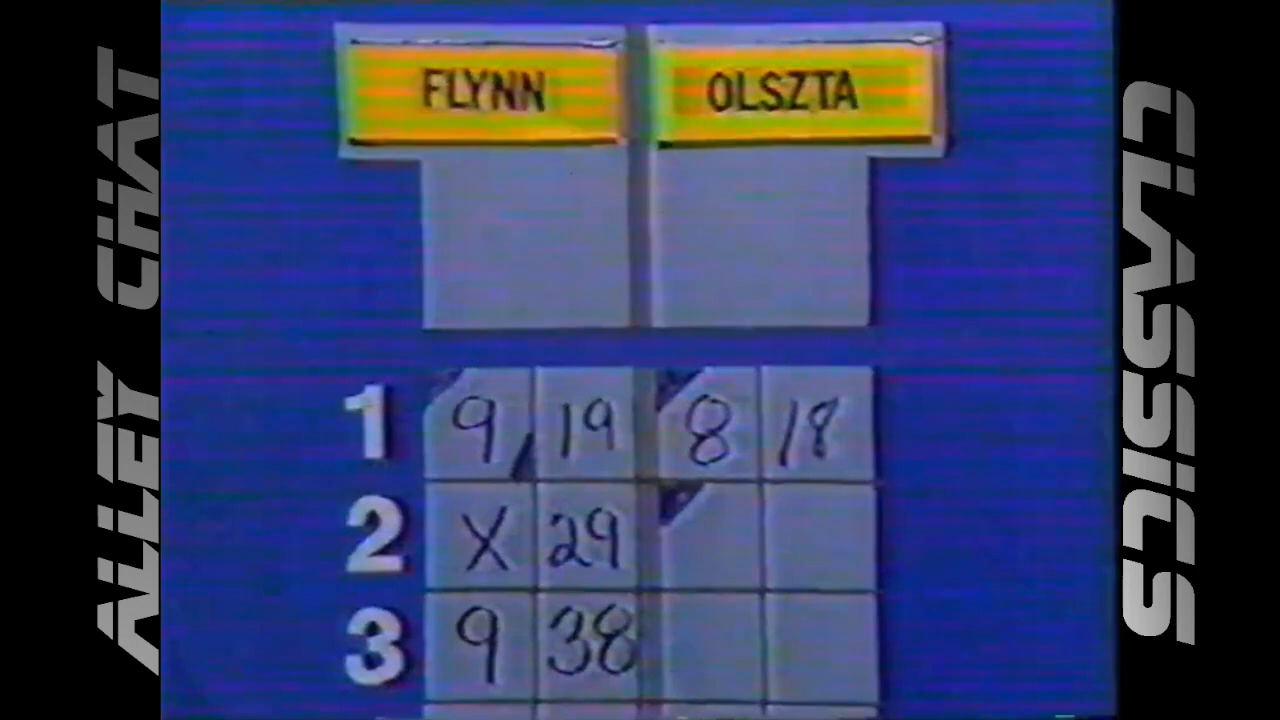 ALLEY CHAT
FLYNN OLSZTA
1 9 19 8 18
2 X 29
3 9 38
CLASSICS